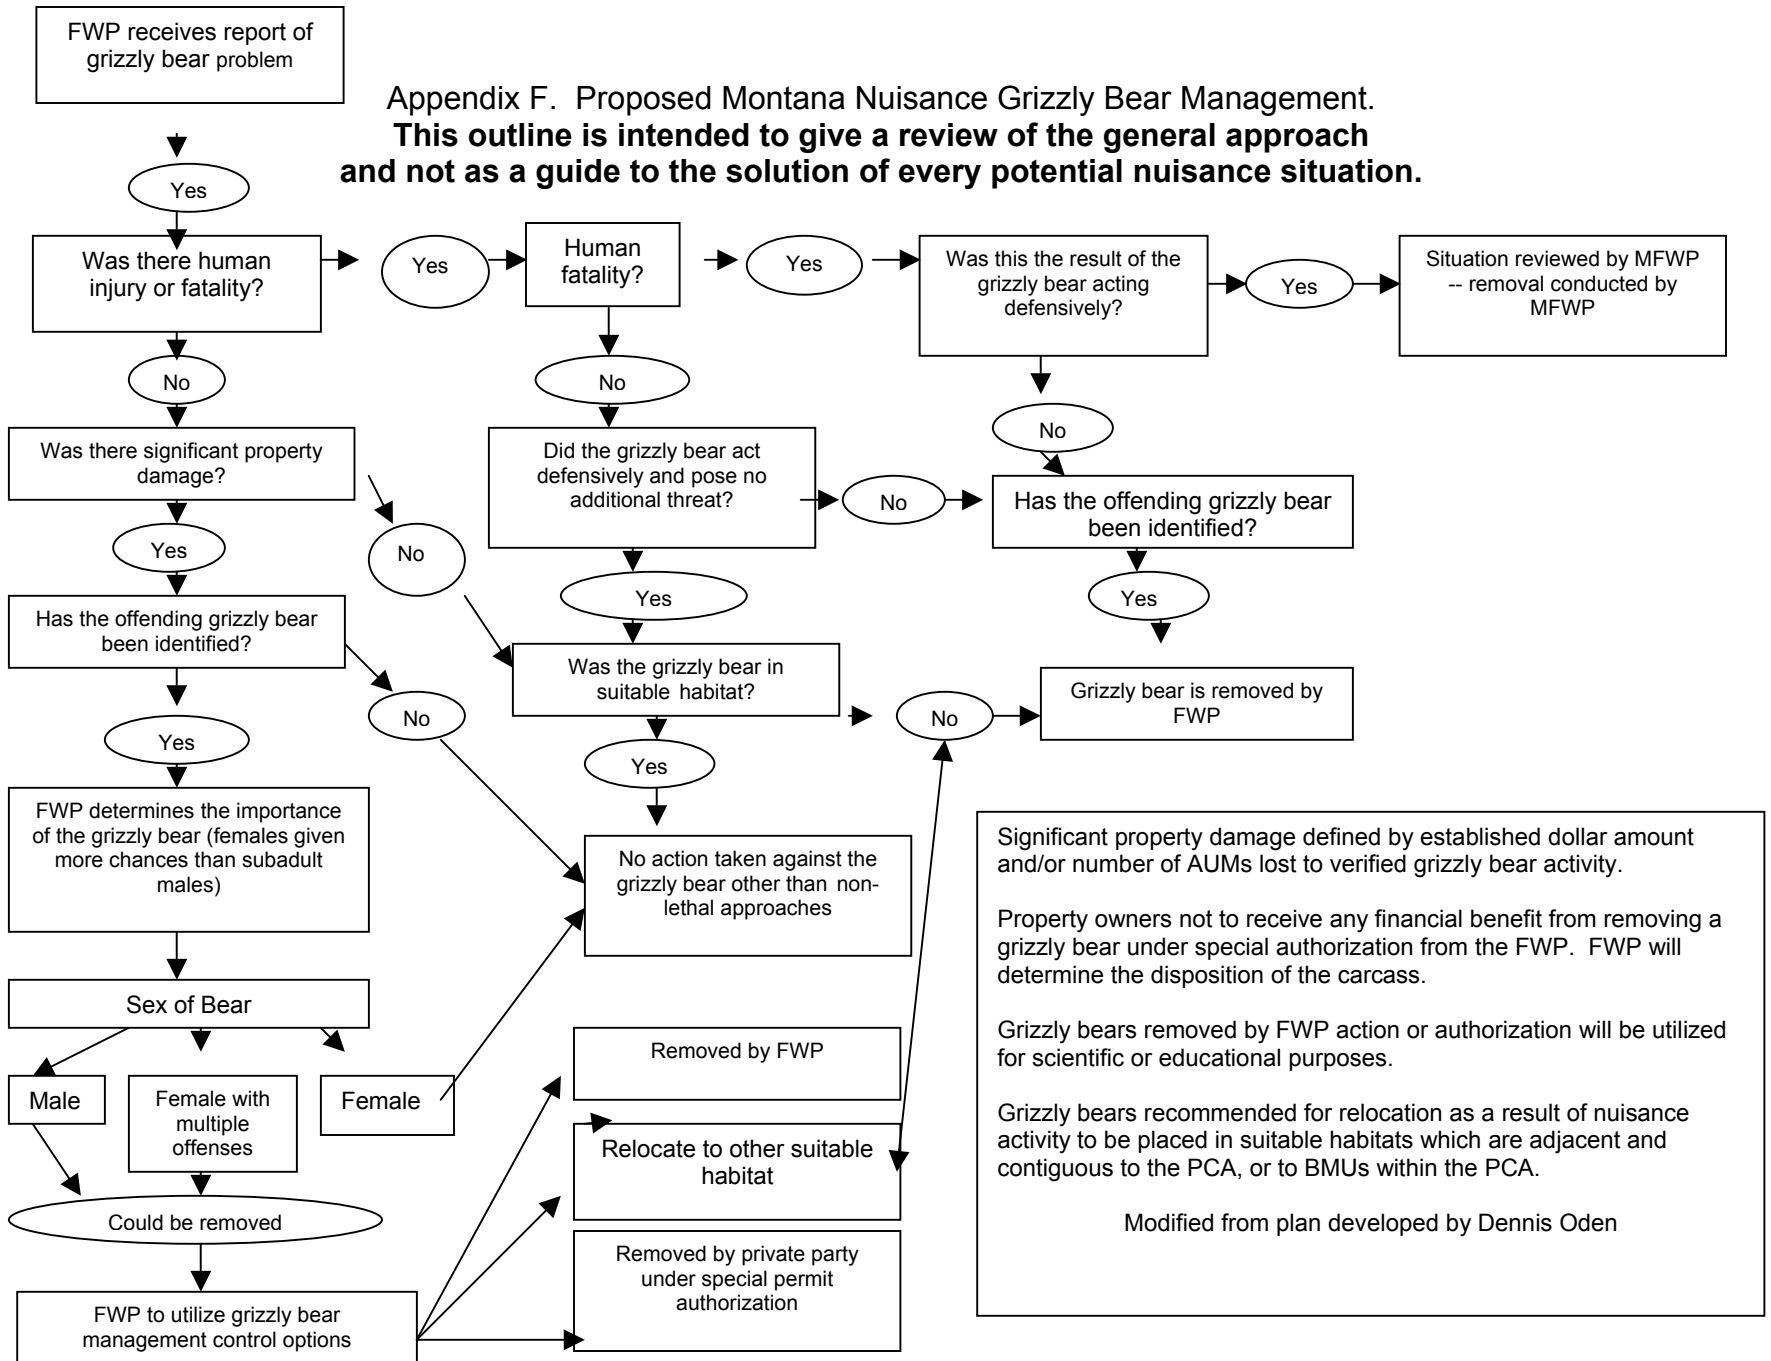 FWP receives report of
grizzly bear problem
Appendix F. Proposed Montana Nuisance Grizzly Bear Management.
This outline is intended to give a review of the general approach
and not as a guide to the solution of every potential nuisance situation.
Yes
Was there human
injury or fatality?
Yes
Human
fatality?
Yes
Was this the result of the
grizzly bear acting
defensively?
Yes
Situation reviewed by MFWP
-- removal conducted by
MFWP
No
No
No
Was there significant property
damage?
Did the grizzly bear act
defensively and pose no
additional threat?
No
Has the offending grizzly bear
been identified?
Yes
No
Yes
Yes
Has the offending grizzly bear
been identified?
No
Was the grizzly bear in
suitable habitat?
No
Grizzly bear is removed by
FWP
Yes
Yes
FWP determines the importance
of the grizzly bear (females given
more chances than subadult
males)
No action taken against the
grizzly bear other than non-
lethal approaches
Sex of Bear
Male
Female with
multiple
offenses
Female
Could be removed
FWP to utilize grizzly bear
management control options
Removed by FWP
Relocate to other suitable
habitat
Removed by private party
under special permit
authorization
Significant property damage defined by established dollar amount
and/or number of AUMs lost to verified grizzly bear activity.
Property owners not to receive any financial benefit from removing a
grizzly bear under special authorization from the FWP. FWP will
determine the disposition of the carcass.
Grizzly bears removed by FWP action or authorization will be utilized
for scientific or educational purposes.
Grizzly bears recommended for relocation as a result of nuisance
activity to be placed in suitable habitats which are adjacent and
contiguous to the PCA, or to BMUs within the PCA.
Modified from plan developed by Dennis Oden